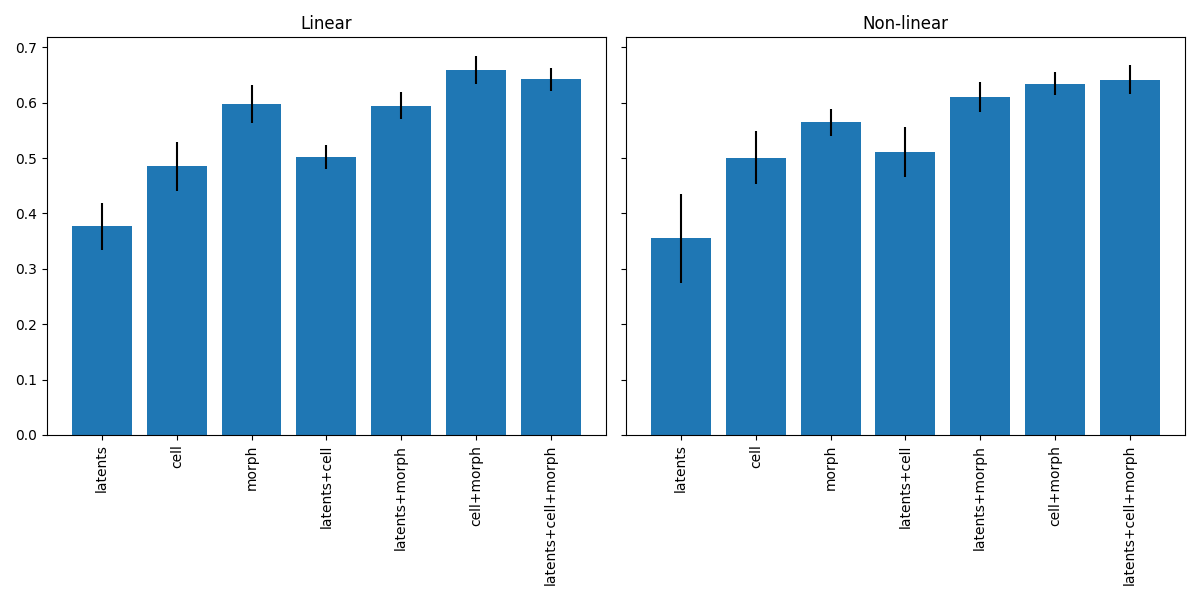 Linear
Non-linear
0.7
0.6
0.5
0.4
0.3
0.2
0.1
0.0
latents
cell
morph
latents+cell
latents+morph
cell+morph
latents+cell+morph
latents
cell
morph
latents+cell
latents+morph
cell+morph
latents+cell+morph